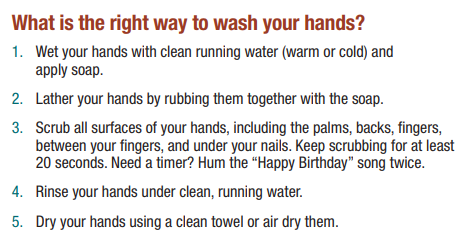 What is the right way to wash your hands?
1. Wet your hands with clean running water (warm or cold) and
apply soap.
2. Lather your hands by rubbing them together with the soap.
3. Scrub all surfaces of your hands, including the palms, backs, fingers,
between your fingers, and under your nails. Keep scrubbing for at least
20 seconds. Need a timer? Hum the “Happy Birthday” song twice.
4. Rinse your hands under clean, running water.
5. Dry your hands using a clean towel or air dry them.